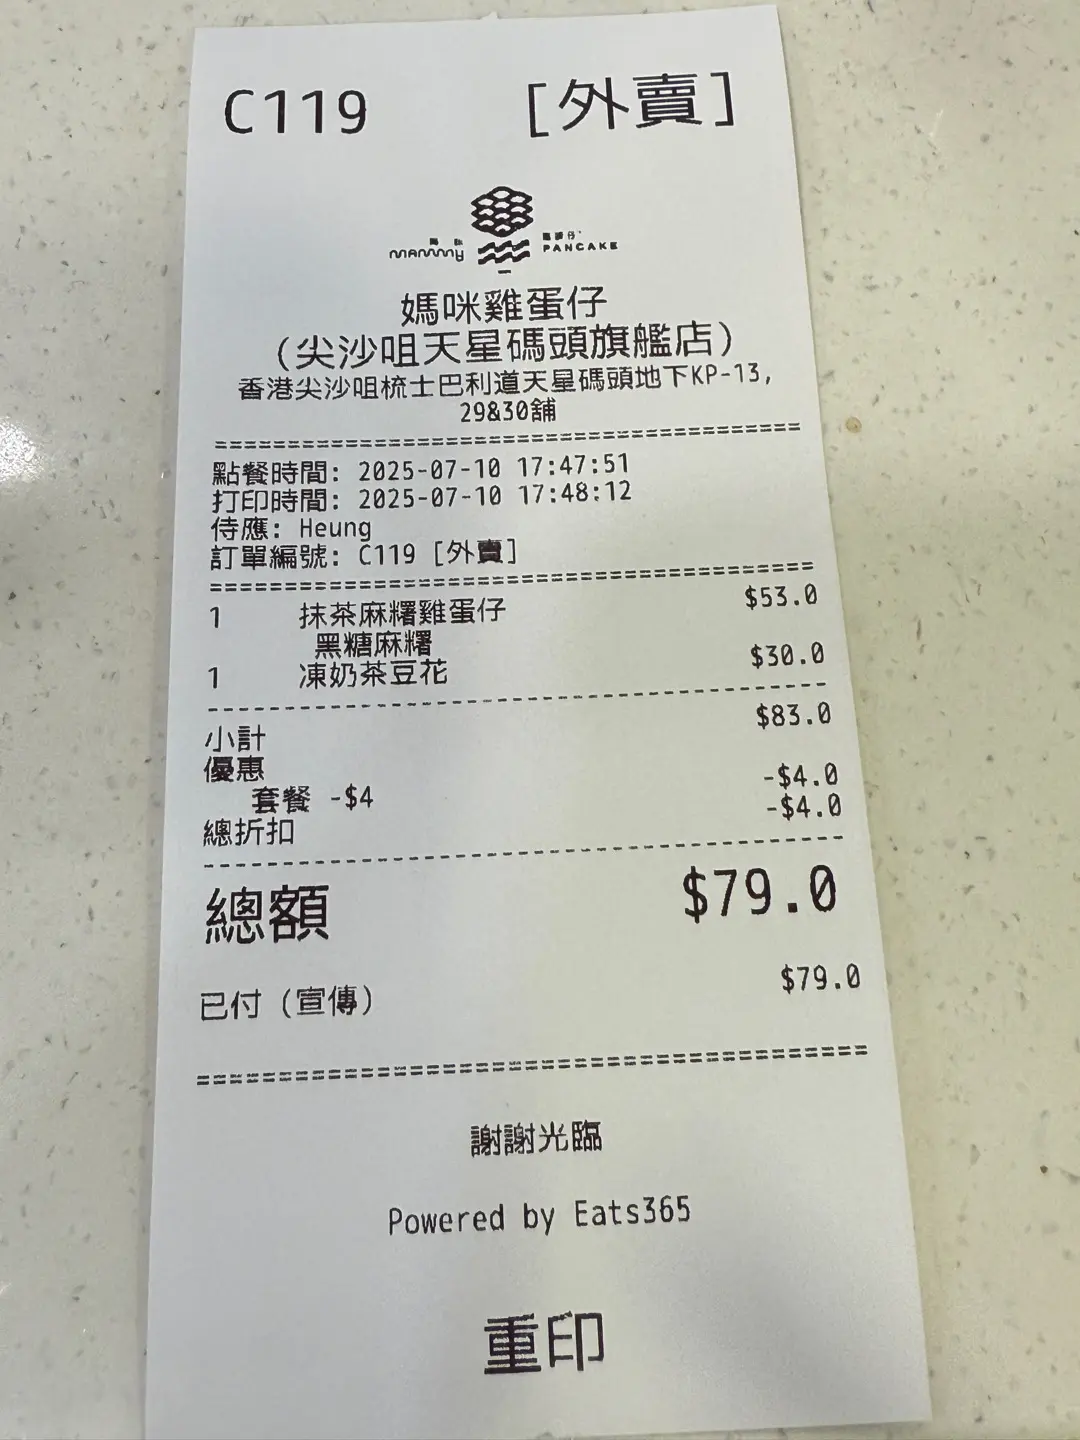 C119 [外賣]
媽咪 雞蛋仔
MAMMY PANCAKE
媽咪雞蛋仔
(尖沙咀天星碼頭旗艦店)
香港尖沙咀梳士巴利道天星碼頭地下KP-13,
29&30舖
點餐時間: 2025-07-10 17:47:51
打印時間: 2025-07-10 17:48:12
侍應: Heung
訂單編號: C119 [外賣]
1 抹茶麻糬雞蛋仔 $53.0
黑糖麻糬
1 凍奶茶豆花 $30.0
小計 $83.0
優惠
套餐 -$4 -$4.0
總折扣 -$4.0
總額 $79.0
已付 (宣傳) $79.0
謝謝光臨
Powered by Eats365
重印